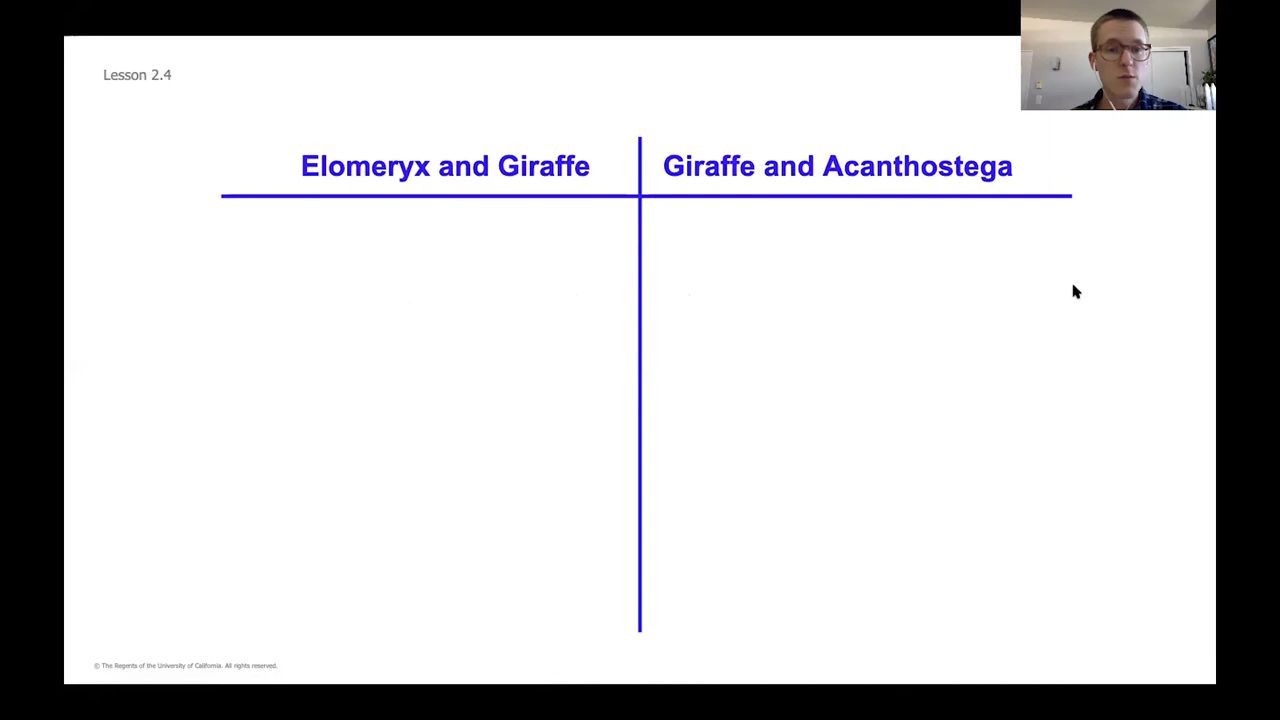 Lesson 2.4
Elomeryx and Giraffe
Giraffe and Acanthostega
© The Regents of the University of California. All rights reserved.